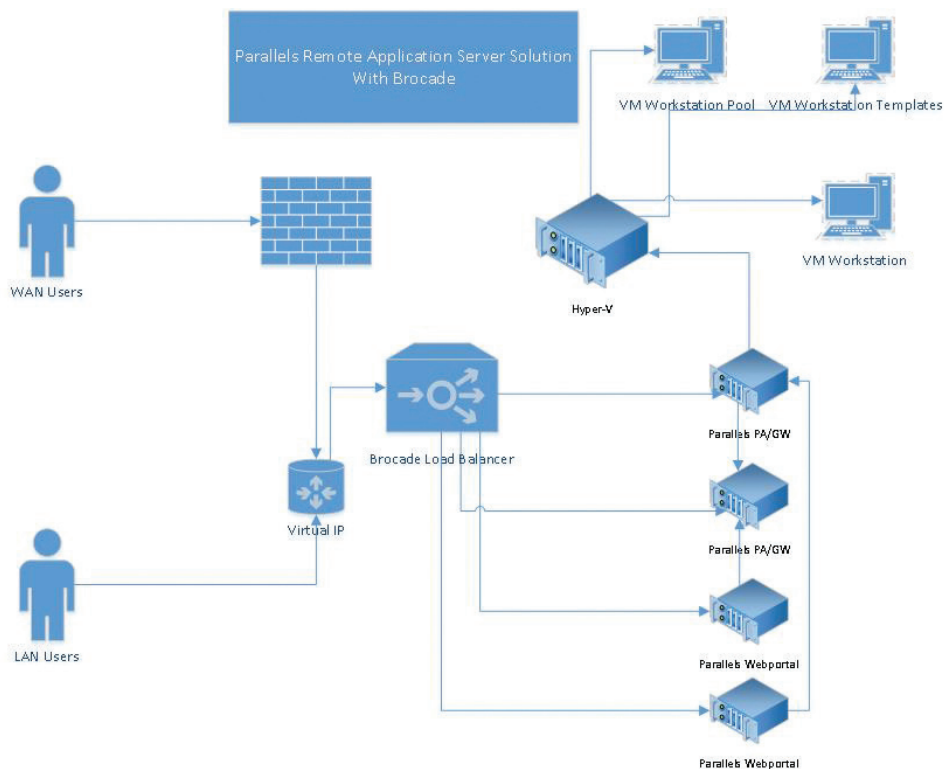 Parallels Remote Application Server Solution
With Brocade
VM Workstation Pool
VM Workstation Templates
WAN Users
VM Workstation
Hyper-V
Parallels PA/GW
Brocade Load Balancer
Virtual IP
Parallels PA/GW
LAN Users
Parallels Webportal
Parallels Webportal